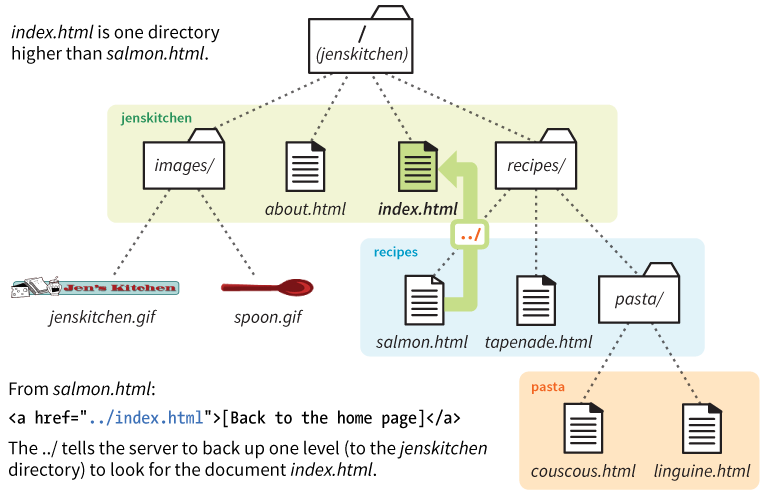 index.html is one directory
higher than salmon.html.
/
(jenskitchen)
jenskitchen
images/
about.html
index.html
recipes/
../
recipes
Jen's Kitchen
jenskitchen.gif
spoon.gif
salmon.html
tapenade.html
pasta/
From salmon.html:
<a href="../index.html">[Back to the home page]</a>
The ../ tells the server to back up one level (to the jenskitchen
directory) to look for the document index.html.
pasta
couscous.html
linguine.html